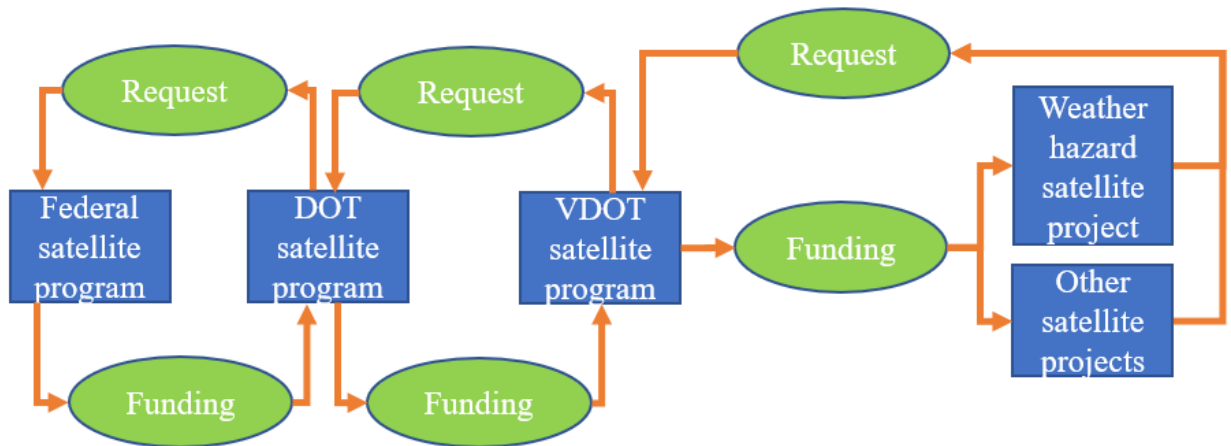 Request
Request
Request
Weather
hazard
satellite
project
Federal
satellite
program
DOT
satellite
program
VDOT
satellite
program
Funding
Other
satellite
projects
Funding
Funding